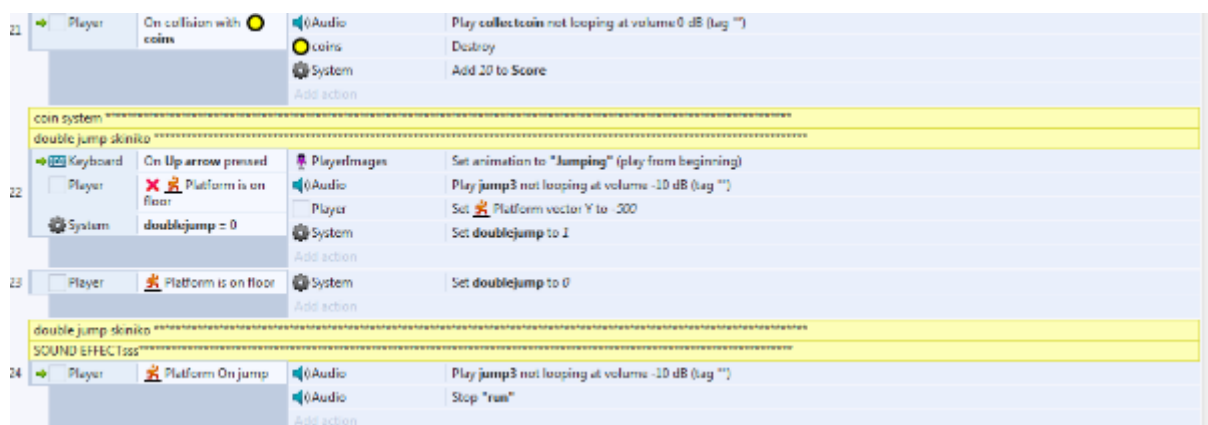 21 Player On collision with coins Audio Play collectcoin not looping at volume 0 dB (tag "")
coins Destroy
System Add 20 to Score
Add action
coin system ************************************************************
double jump skiniko ************************************************************
22 Keyboard On Up arrow pressed PlayerImages Set animation to "Jumping" (play from beginning)
Player Platform is on floor Audio Play jump3 not looping at volume -10 dB (tag "")
Player Set Platform vector Y to -500
System doublejump = 0 System Set doublejump to 1
Add action
23 Player Platform is on floor System Set doublejump to 0
Add action
double jump skiniko ************************************************************
SOUND EFFECTsss************************************************************
24 Player Platform On jump Audio Play jump3 not looping at volume -10 dB (tag "")
Audio Stop "run"
Add action